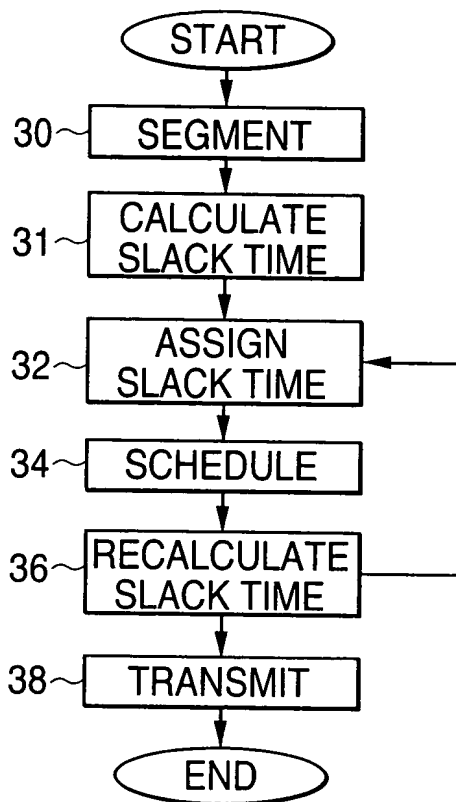 START
30 SEGMENT
31 CALCULATE
SLACK TIME
32 ASSIGN
SLACK TIME
34 SCHEDULE
36 RECALCULATE
SLACK TIME
38 TRANSMIT
END